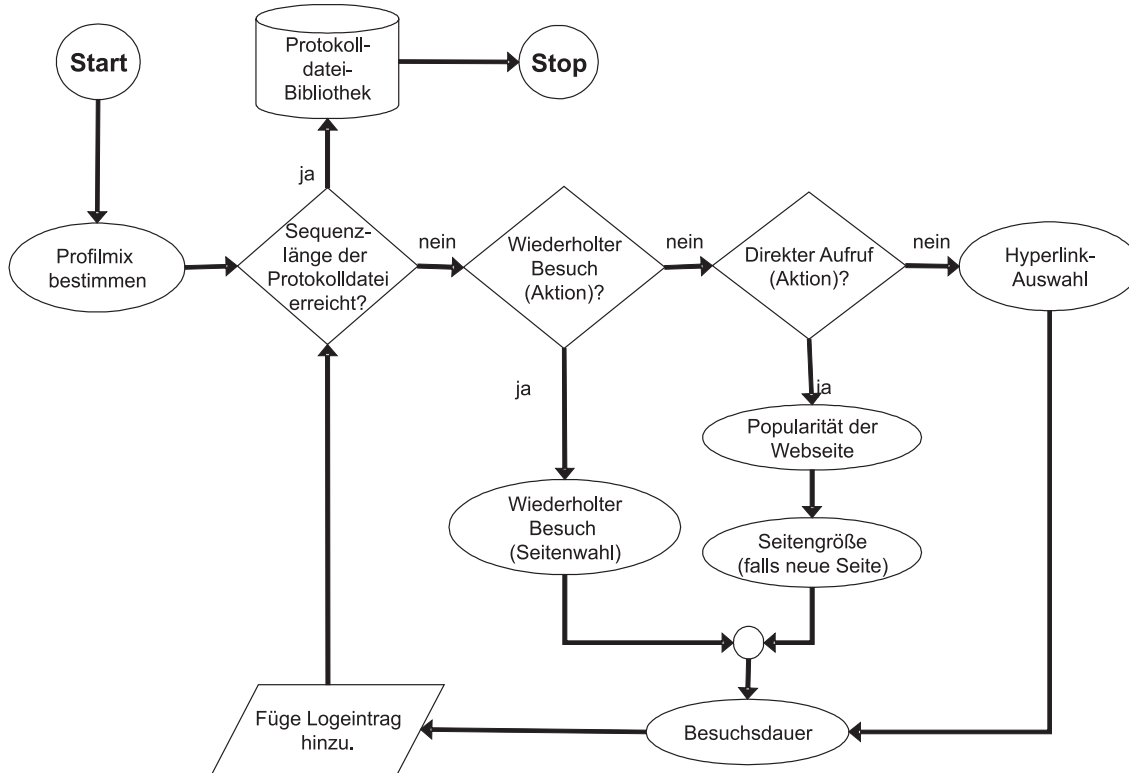 Start
Protokoll-
datei-
Bibliothek
Stop
ja
Profilmix
bestimmen
Sequenz-
länge der
Protokolldatei
erreicht?
nein
Wiederholter
Besuch
(Aktion)?
nein
Direkter Aufruf
(Aktion)?
nein
Hyperlink-
Auswahl
ja
ja
Popularität der
Webseite
Wiederholter
Besuch
(Seitenwahl)
Seitengröße
(falls neue Seite)
Füge Logeintrag
hinzu.
Besuchsdauer